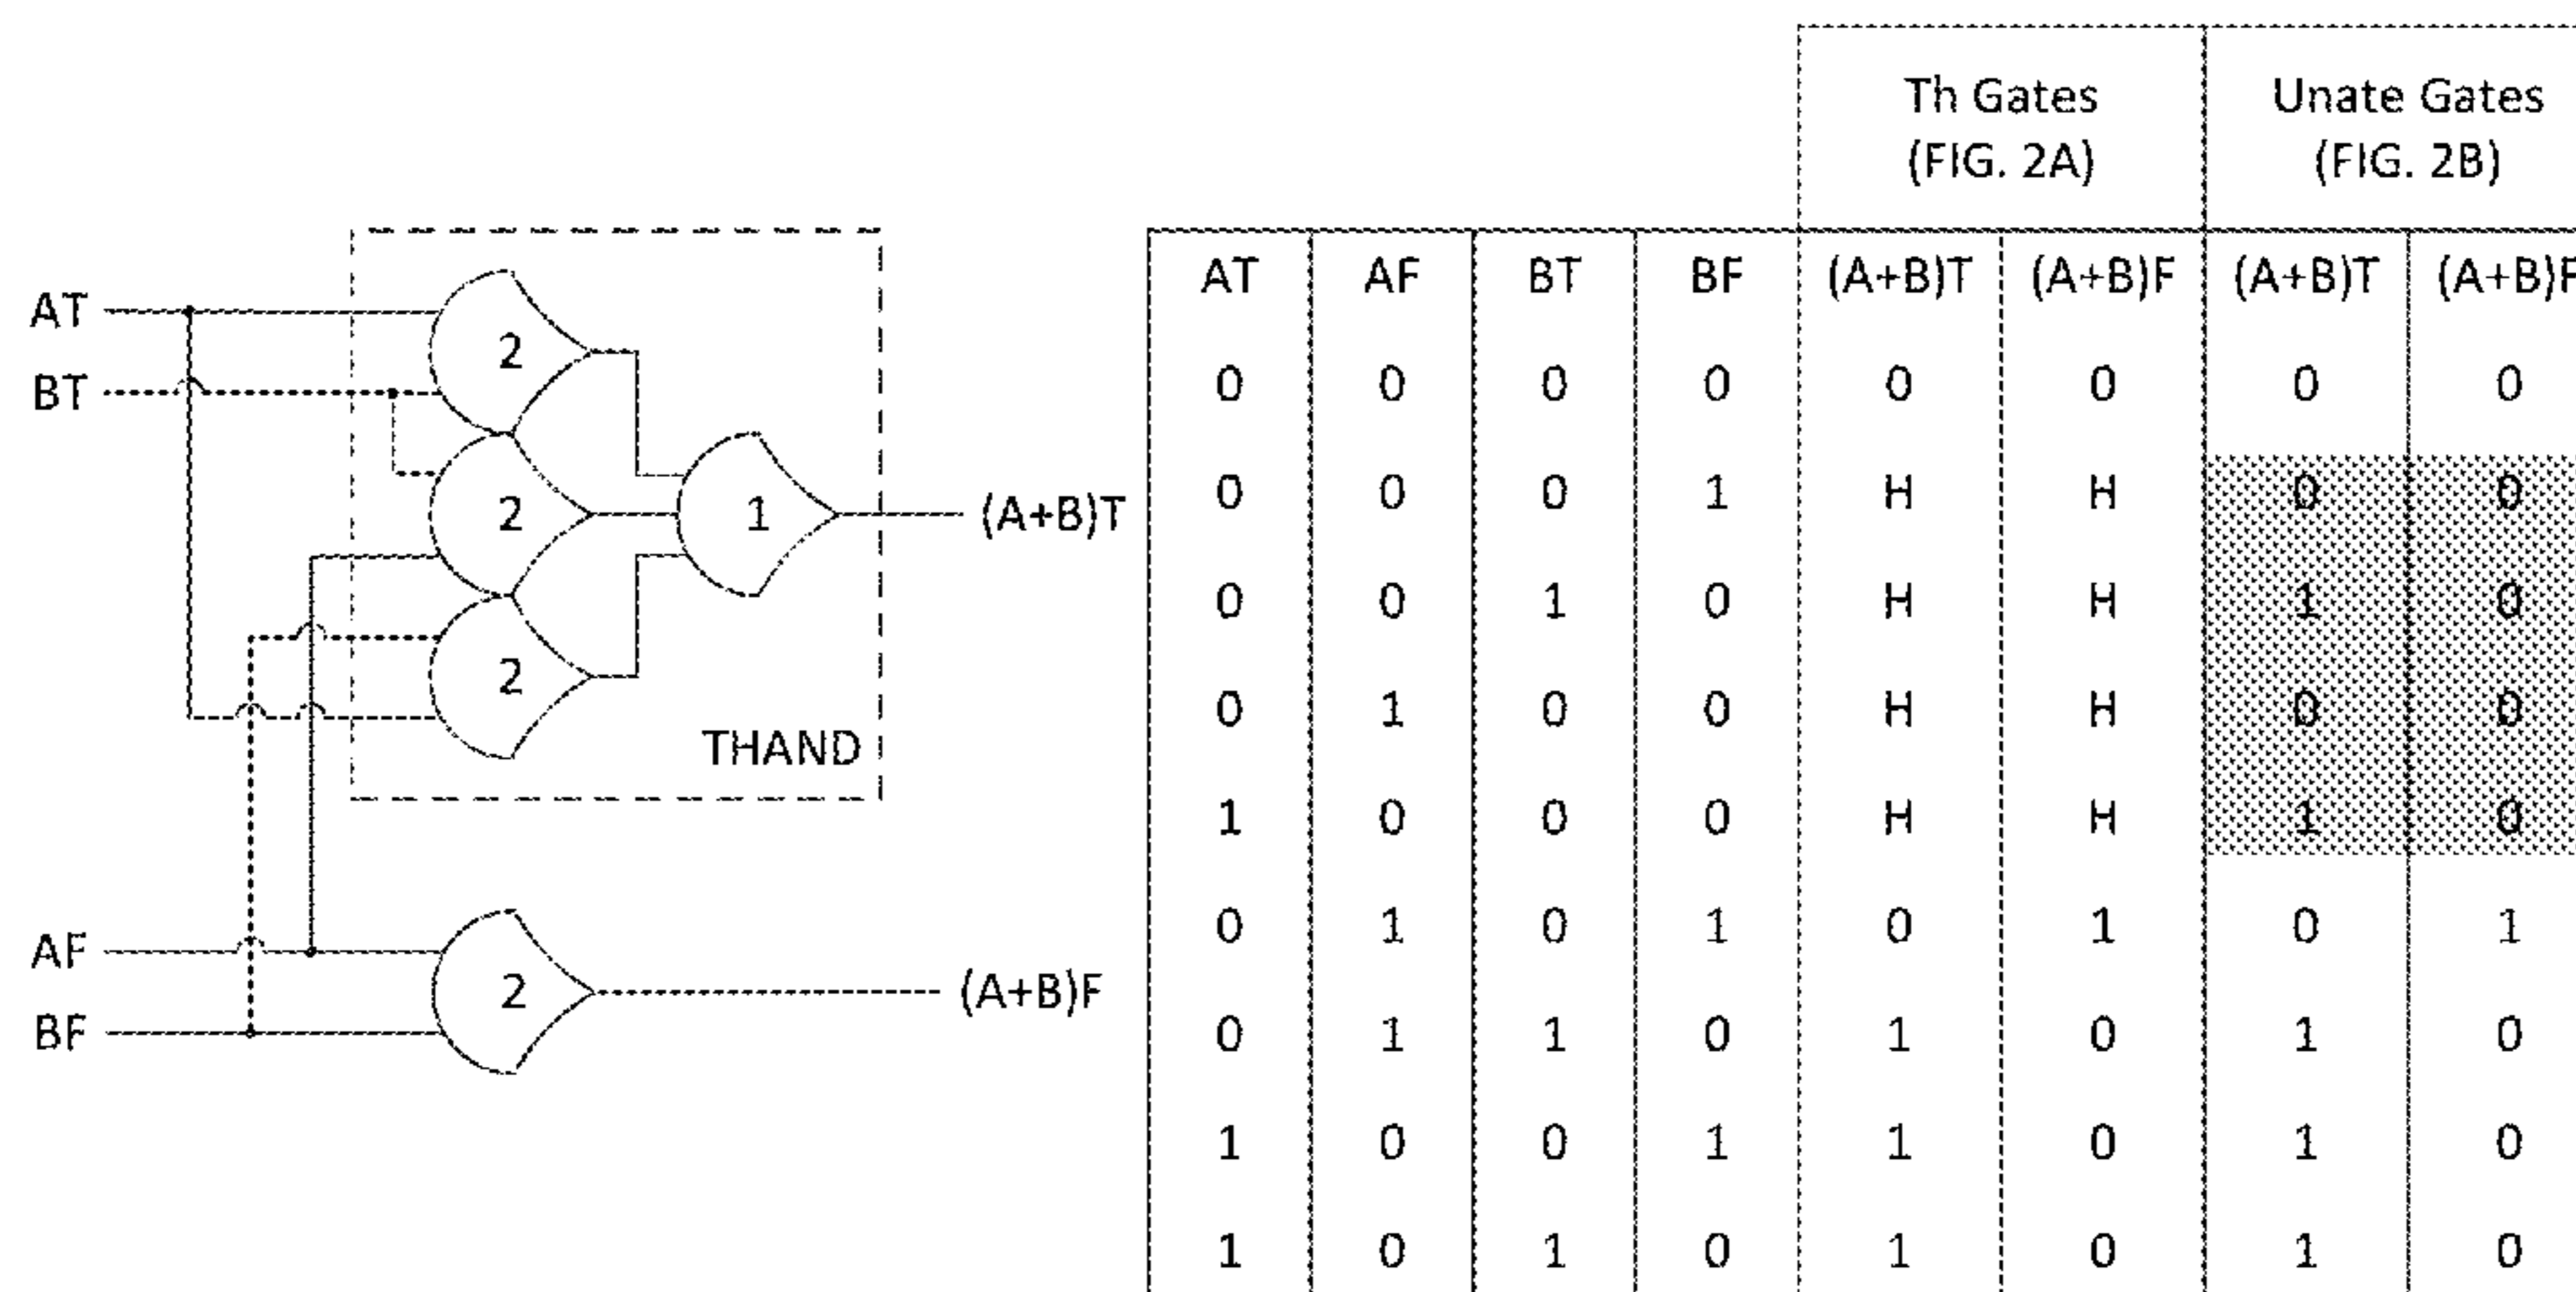 AT
BT
2
2
2
1
THAND
(A+B)T
AF
BF
2
(A+B)F
Th Gates
(FIG. 2A)
Unate Gates
(FIG. 2B)
AT AF BT BF (A+B)T (A+B)F (A+B)T (A+B)F
0 0 0 0 0 0 0 0
0 0 0 1 H H 0 0
0 0 1 0 H H 1 0
0 1 0 0 H H 0 0
1 0 0 0 H H 1 0
0 1 0 1 0 1 0 1
0 1 1 0 1 0 1 0
1 0 0 1 1 0 1 0
1 0 1 0 1 0 1 0